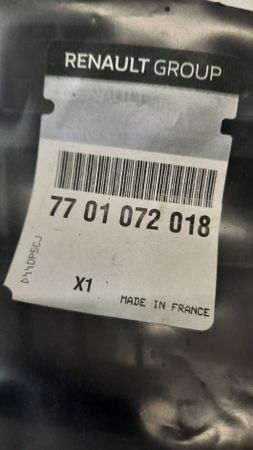 RENAULT GROUP
77 01 072 018
X1
MADE IN FRANCE